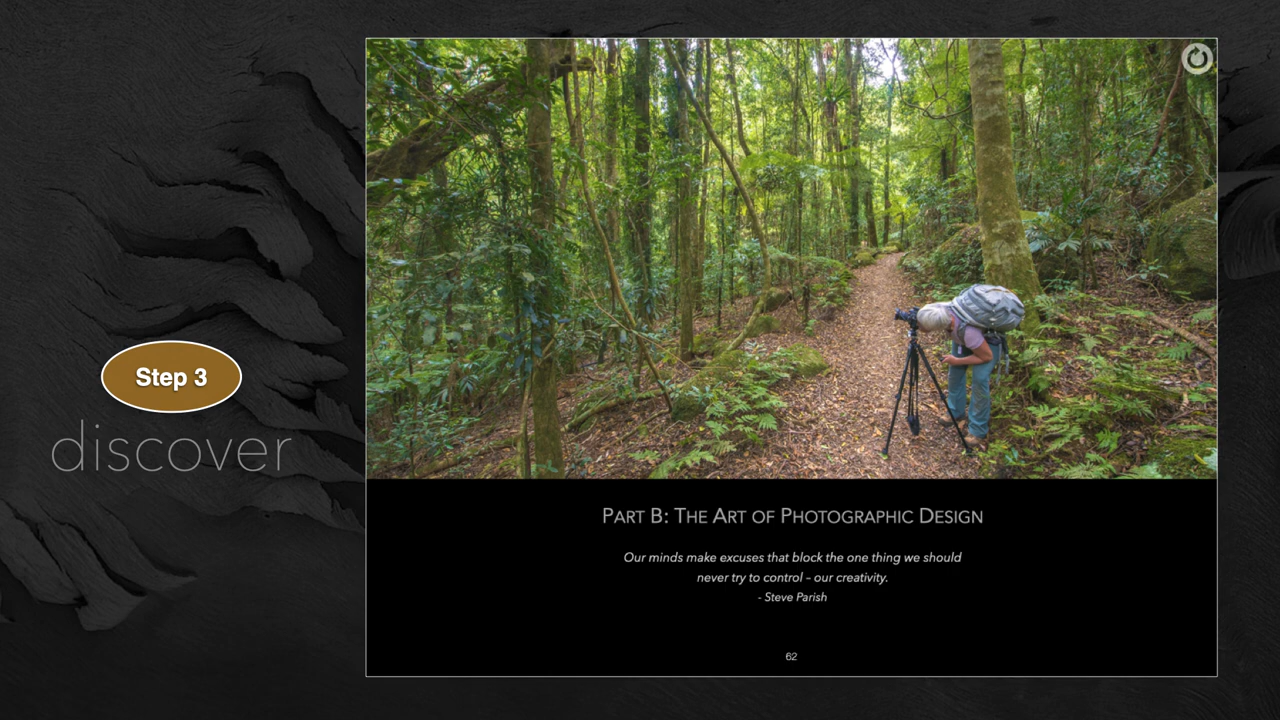 Step 3
discover
PART B: THE ART OF PHOTOGRAPHIC DESIGN
Our minds make excuses that block the one thing we should
never try to control – our creativity.
- Steve Parish
62